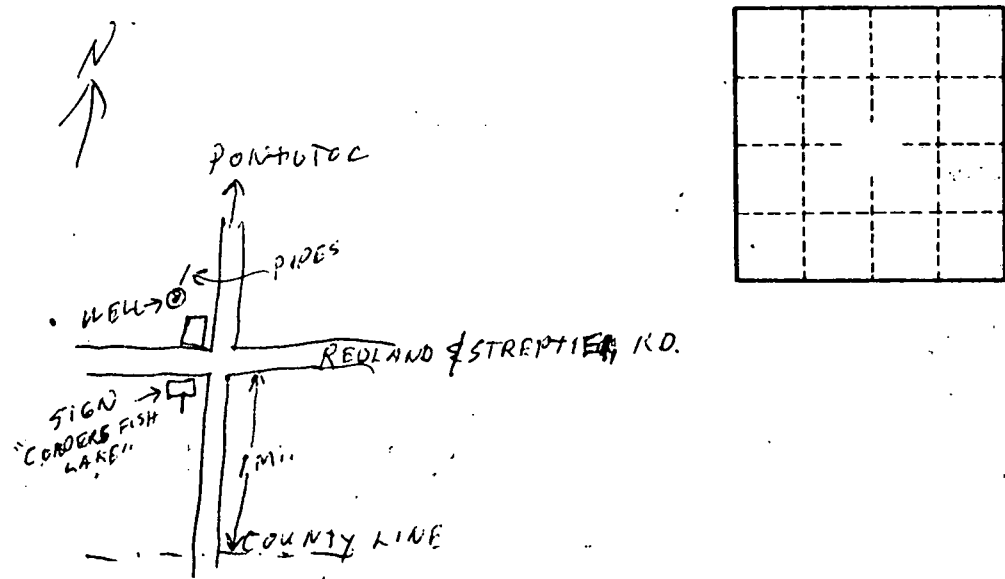 N
PONTOTOC
PIPES
WELL
REDLAND & STREPTIE RD.
SIGN
"CORDERS FISH
LAKE"
1 MI.
COUNTY LINE